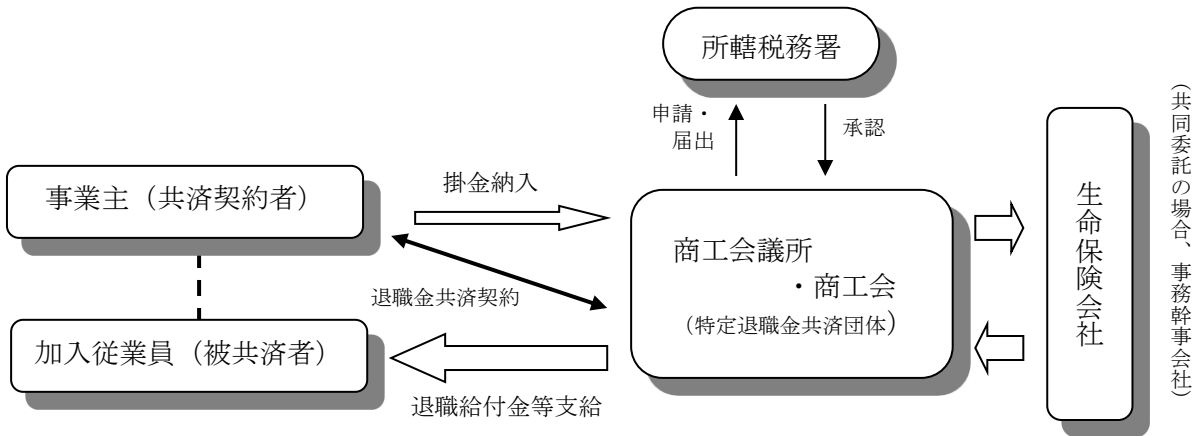 所轄税務署
申請・
届出
承認
事業主（共済契約者）
掛金納入
商工会議所
・商工会
（特定退職金共済団体）
退職金共済契約
加入従業員（被共済者）
退職給付金等支給
生命保険会社
（共同委託の場合、事務幹事会社）